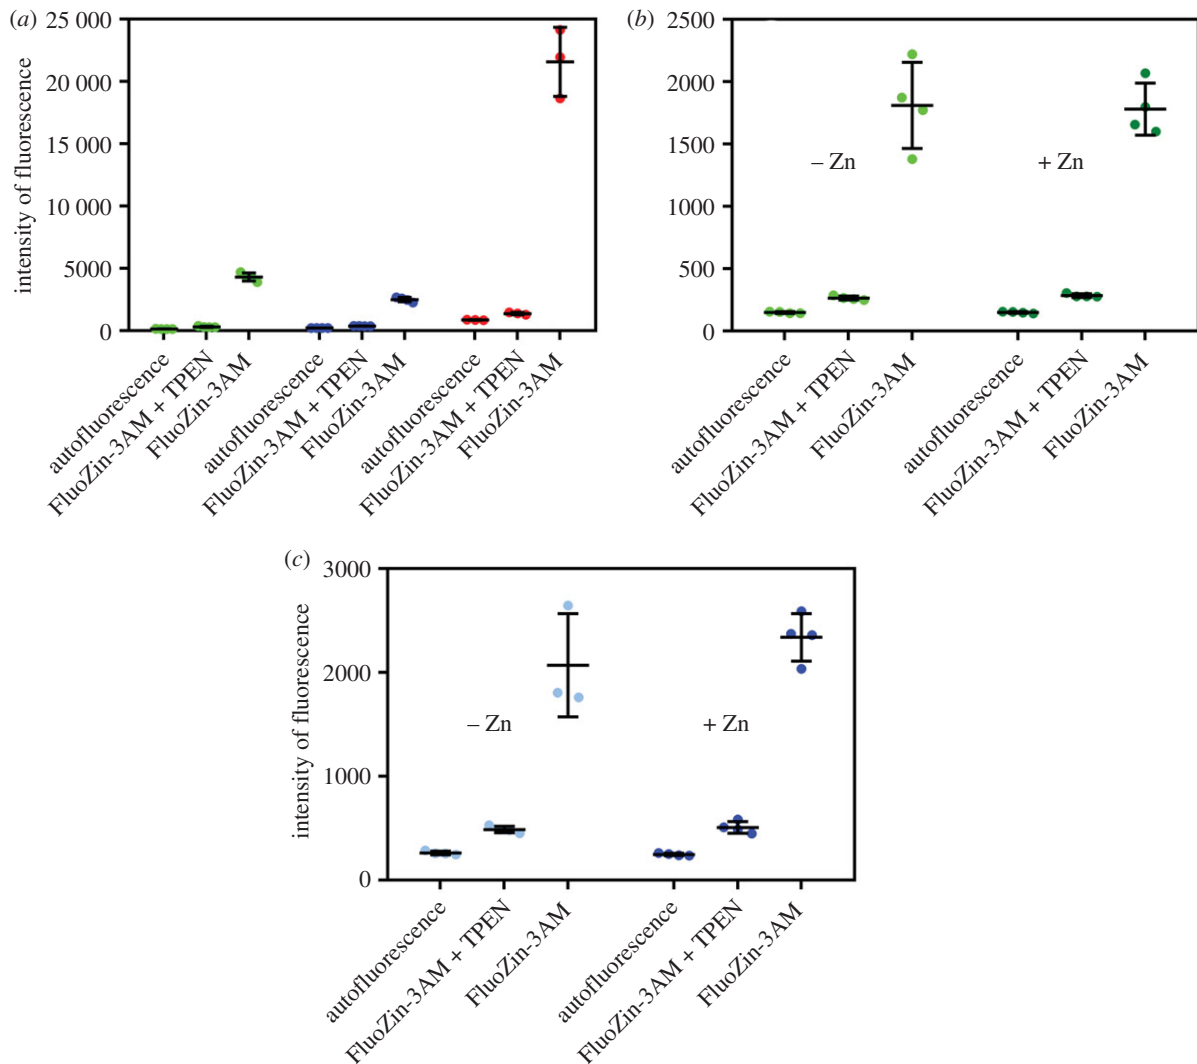 (a)
25 000
20 000
15 000
10 000
5000
0
intensity of fluorescence
autofluorescence
FluoZin-3AM + TPEN
FluoZin-3AM
autofluorescence
FluoZin-3AM + TPEN
FluoZin-3AM
autofluorescence
FluoZin-3AM + TPEN
FluoZin-3AM
(b)
2500
2000
1500
1000
500
0
– Zn
+ Zn
autofluorescence
FluoZin-3AM + TPEN
FluoZin-3AM
autofluorescence
FluoZin-3AM + TPEN
FluoZin-3AM
(c)
3000
2000
1000
0
intensity of fluorescence
– Zn
+ Zn
autofluorescence
FluoZin-3AM + TPEN
FluoZin-3AM
autofluorescence
FluoZin-3AM + TPEN
FluoZin-3AM